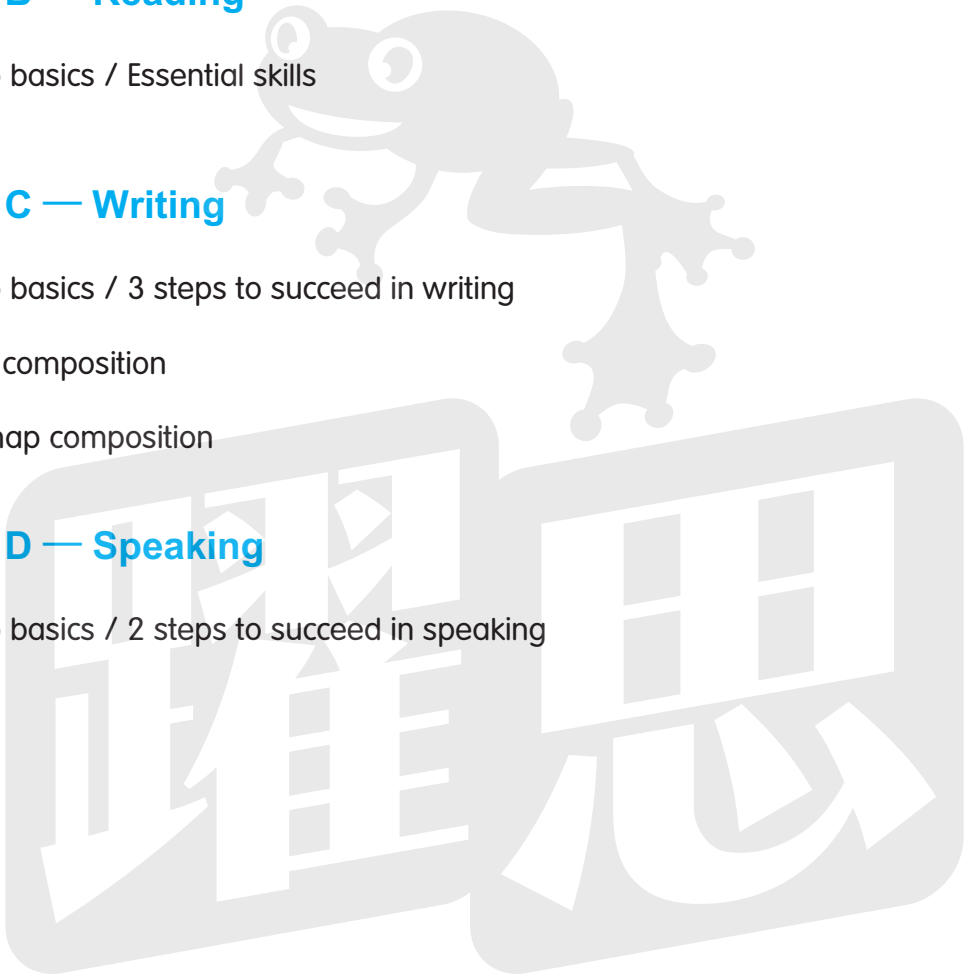 B — Reading
basics / Essential skills
C — Writing
basics / 3 steps to succeed in writing
composition
composition
D — Speaking
basics / 2 steps to succeed in speaking
躍思